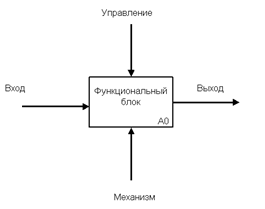 Управление
Вход
Функциональный
блок
Выход
A0
Механизм